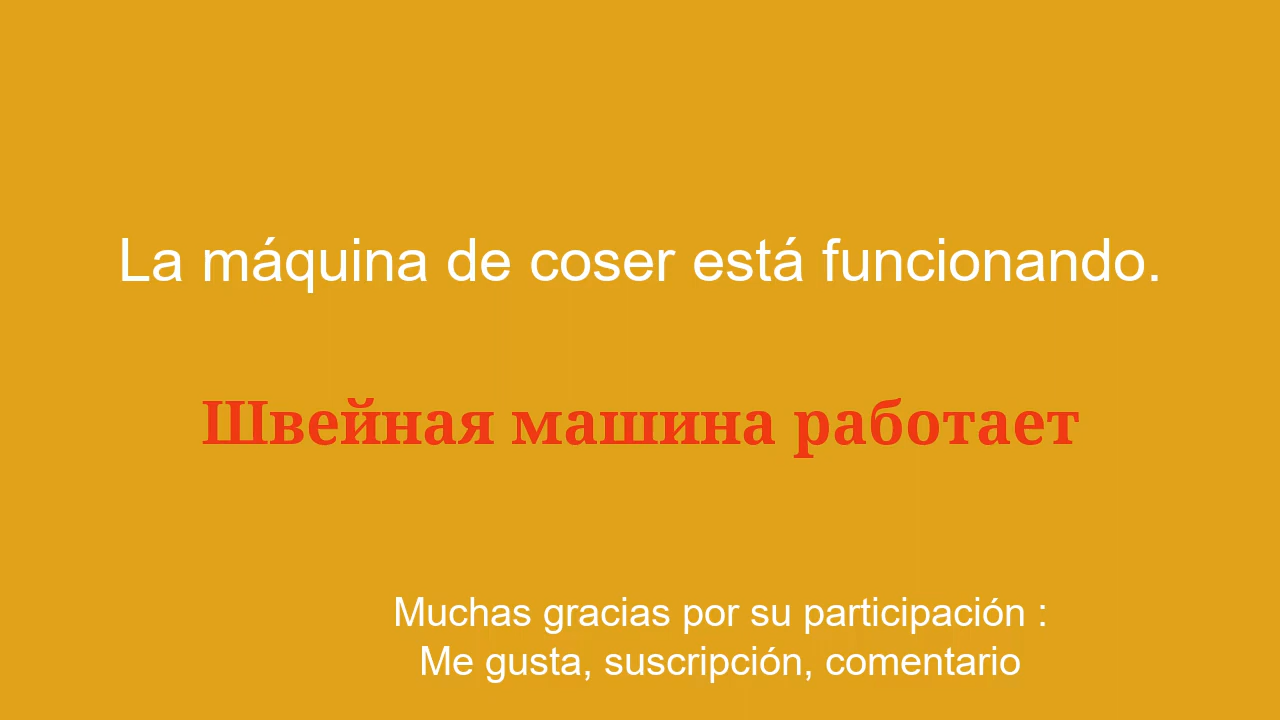 La máquina de coser está funcionando.
Швейная машина работает
Muchas gracias por su participación :
Me gusta, suscripción, comentario